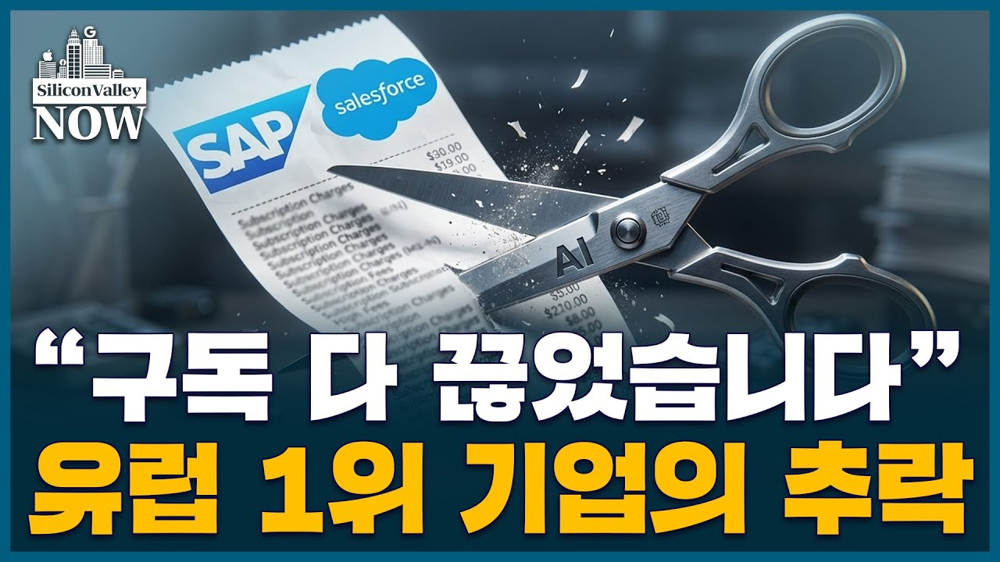 G
Silicon Valley
NOW
SAP
salesforce
$30.00
$19.00
Subscription Charges
Subscription
Subscription Charges
Subscription Charges
Subscription Charges
AI
$5.00
$210.00
$8.00
“구독 다 끊었습니다”
유럽 1위 기업의 추락